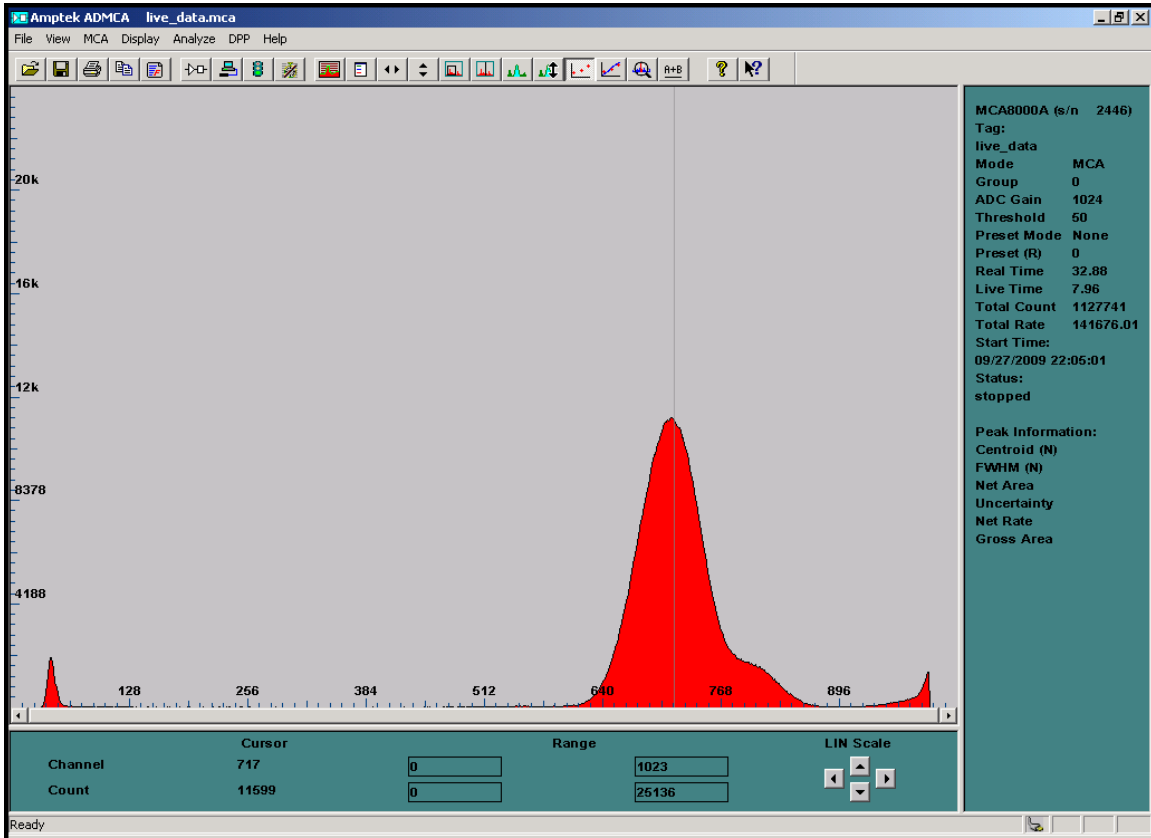 Amptek ADMCA live_data.mca
File View MCA Display Analyze DPP Help
A+B
20k
16k
12k
8378
4188
128 256 384 512 640 768 896
MCA8000A (s/n 2446)
Tag:
live_data
Mode MCA
Group 0
ADC Gain 1024
Threshold 50
Preset Mode None
Preset (R) 0
Real Time 32.88
Live Time 7.96
Total Count 1127741
Total Rate 141676.01
Start Time:
09/27/2009 22:05:01
Status:
stopped
Peak Information:
Centroid (N)
FWHM (N)
Net Area
Uncertainty
Net Rate
Gross Area
Cursor Range LIN Scale
Channel 717 0 1023
Count 11599 0 25136
Ready